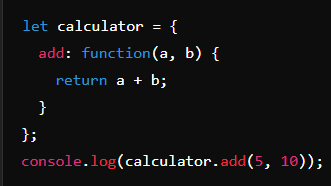 let calculator = {
  add: function(a, b) {
    return a + b;
  }
};
console.log(calculator.add(5, 10));